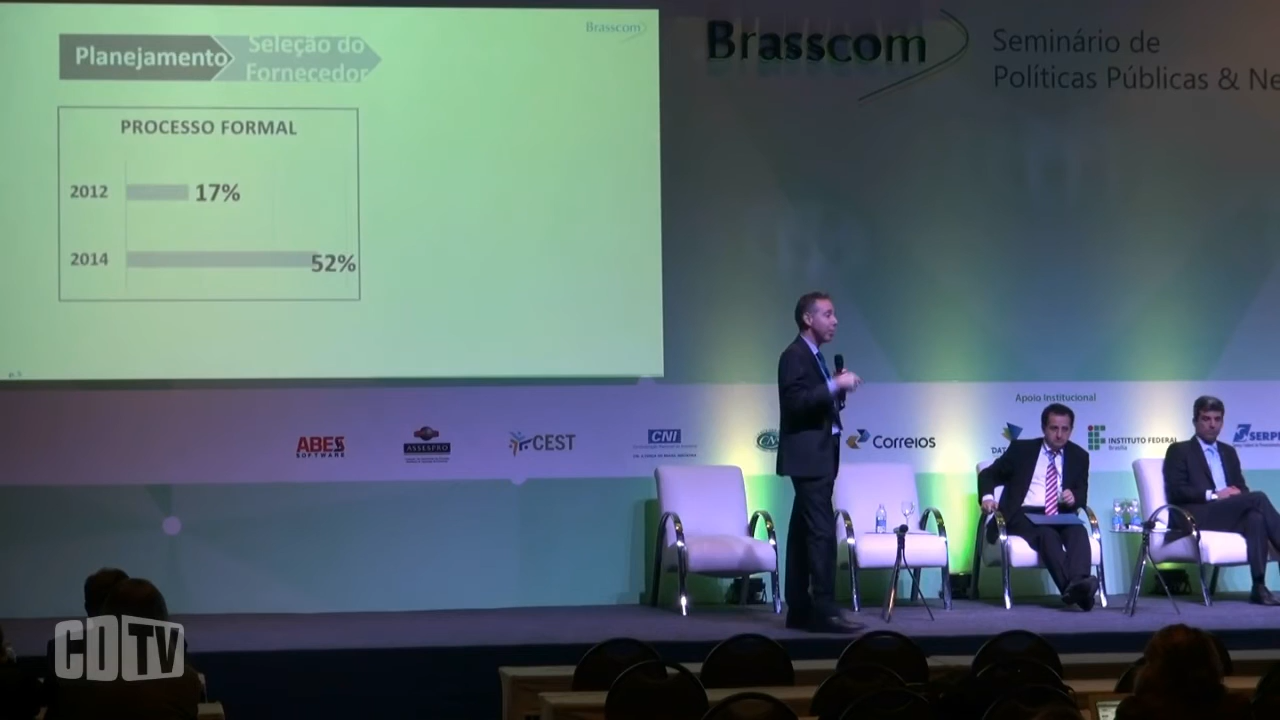 Brasscom
Planejamento
Seleção do
Fornecedor
PROCESSO FORMAL
2012
17%
2014
52%
Brasscom
Seminário de
Políticas Públicas & Ne
Apoio Institucional
ABES
SOFTWARE
ASSESPRO
CEST
CNI
Correios
DAT
INSTITUTO FEDERAL
Brasília
SERP
CDTV